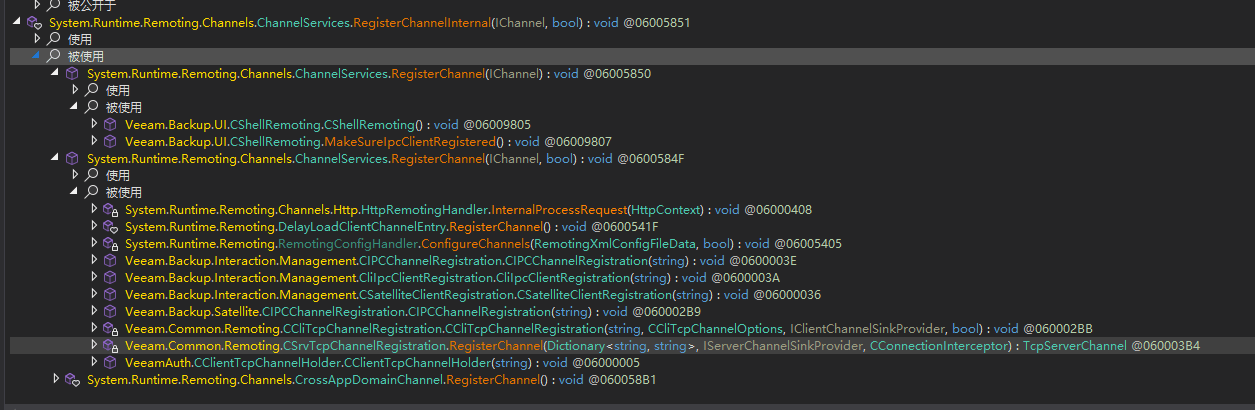 被公开于
System.Runtime.Remoting.Channels.ChannelServices.RegisterChannelInternal(IChannel, bool) : void @06005851
使用
被使用
System.Runtime.Remoting.Channels.ChannelServices.RegisterChannel(IChannel) : void @06005850
使用
被使用
Veeam.Backup.UI.CShellRemoting.CShellRemoting() : void @06009805
Veeam.Backup.UI.CShellRemoting.MakeSureIpcClientRegistered() : void @06009807
System.Runtime.Remoting.Channels.ChannelServices.RegisterChannel(IChannel, bool) : void @0600584F
使用
被使用
System.Runtime.Remoting.Channels.Http.HttpRemotingHandler.InternalProcessRequest(HttpContext) : void @06000408
System.Runtime.Remoting.DelayLoadClientChannelEntry.RegisterChannel() : void @0600541F
System.Runtime.Remoting.RemotingConfigHandler.ConfigureChannels(RemotingXmlConfigFileData, bool) : void @06005405
Veeam.Backup.Interaction.Management.CIPCChannelRegistration.CIPCChannelRegistration(string) : void @0600003E
Veeam.Backup.Interaction.Management.CliIpcClientRegistration.CliIpcClientRegistration(string) : void @0600003A
Veeam.Backup.Interaction.Management.CSatelliteClientRegistration.CSatelliteClientRegistration(string) : void @06000036
Veeam.Backup.Satellite.CIPCChannelRegistration.CIPCChannelRegistration(string) : void @060002B9
Veeam.Common.Remoting.CCliTcpChannelRegistration.CCliTcpChannelRegistration(string, CCliTcpChannelOptions, IClientChannelSinkProvider, bool) : void @060002BB
Veeam.Common.Remoting.CSrvTcpChannelRegistration.RegisterChannel(Dictionary<string, string>, IServerChannelSinkProvider, CConnectionInterceptor) : TcpServerChannel @060003B4
VeeamAuth.CClientTcpChannelHolder.CClientTcpChannelHolder(string) : void @06000005
System.Runtime.Remoting.Channels.CrossAppDomainChannel.RegisterChannel() : void @060058B1